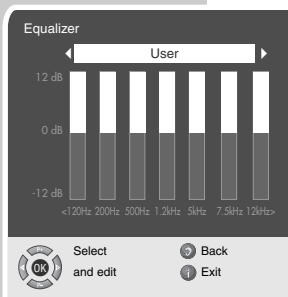 Equalizer
User
12 dB
0 dB
-12 dB
<120Hz 200Hz 500Hz 1.2kHz 5kHz 7.5kHz 12kHz>
OK
Select
and edit
Back
i Exit